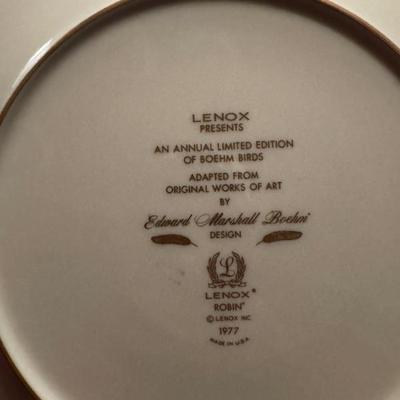 LENOX
PRESENTS
AN ANNUAL LIMITED EDITION
OF BOEHM BIRDS
ADAPTED FROM
ORIGINAL WORKS OF ART
BY
Edward Marshall Boehm
DESIGN
L
LENOX®
ROBIN
© LENOX INC
1977
MADE IN U.S.A.